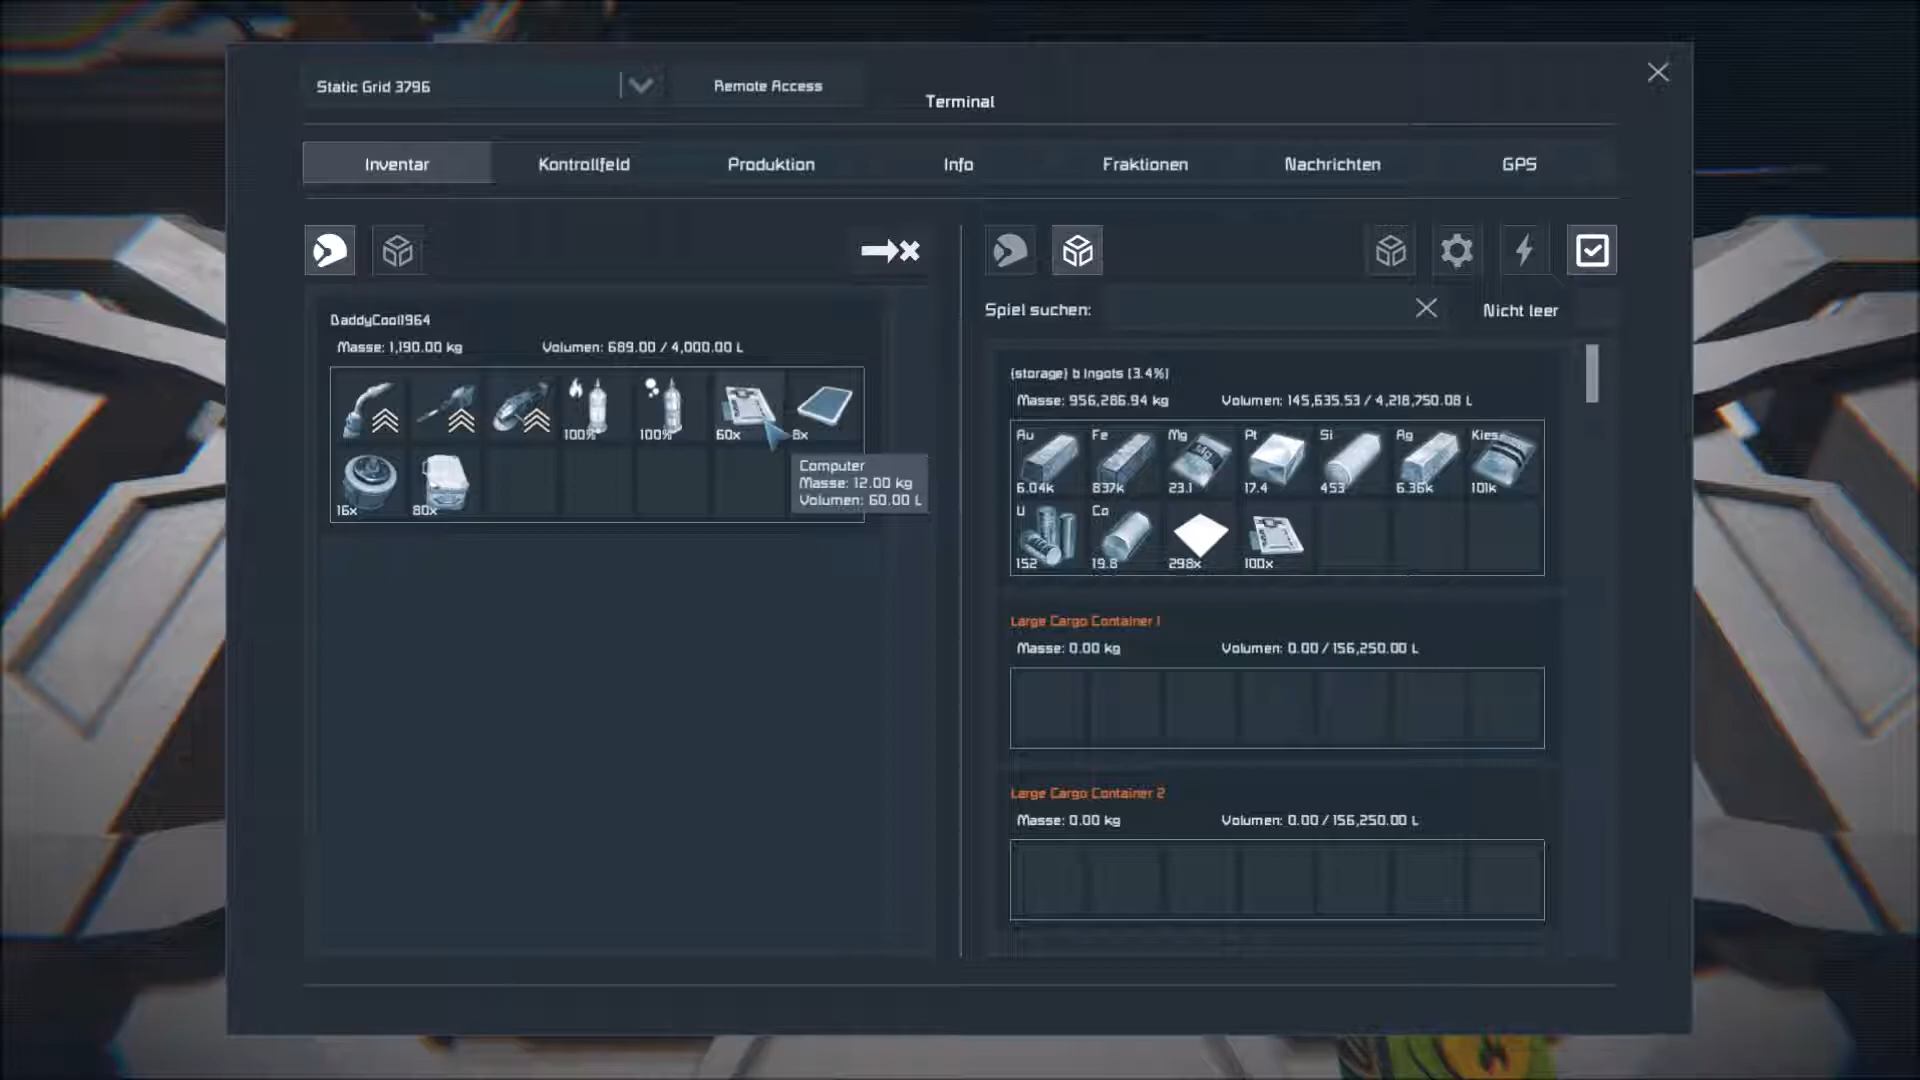 Static Grid 3796
Remote Access
Terminal
Inventar
Kontrollfeld
Produktion
Info
Fraktionen
Nachrichten
GPS
Spiel suchen:
Nicht leer
DaddyCool1964
Masse: 1,190.00 kg
Volumen: 689.00 / 4,000.00 L
100%
100%
60x
8x
16x
80x
Computer
Masse: 12.00 kg
Volumen: 60.00 L
(storage) b Ingots (3.4%)
Masse: 956,286.94 kg
Volumen: 145,635.53 / 4,218,750.08 L
Au
Fe
Mg
Pt
Si
Ag
Kies
6.04k
837k
23.1
17.4
453
6.36k
101k
U
Co
152
19.8
298x
100x
Large Cargo Container 1
Masse: 0.00 kg
Volumen: 0.00 / 156,250.00 L
Large Cargo Container 2
Masse: 0.00 kg
Volumen: 0.00 / 156,250.00 L